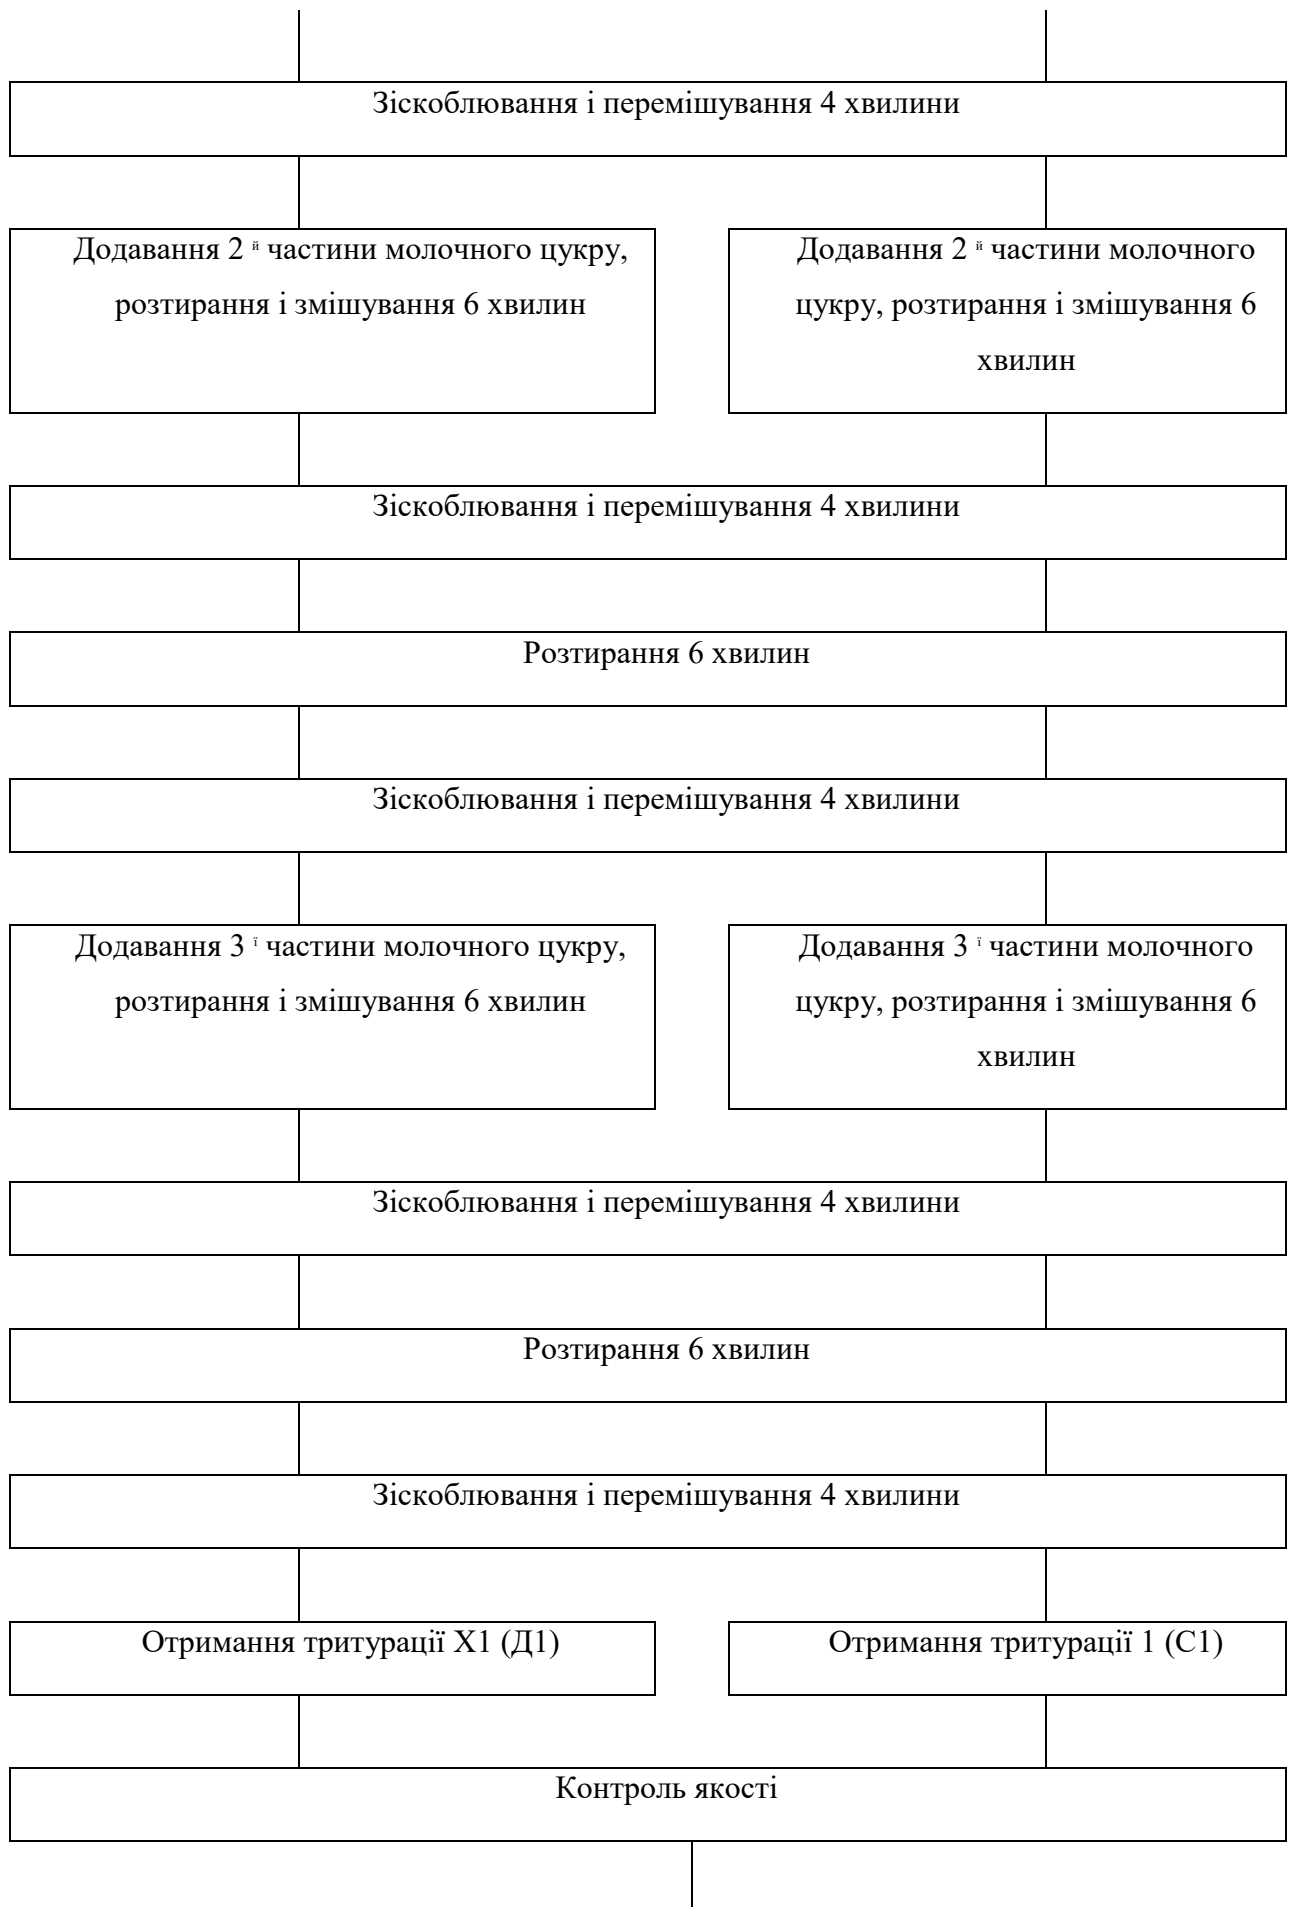 Зіскоблювання і перемішування 4 хвилини
Додавання 2 й частини молочного цукру,
розтирання і змішування 6 хвилин
Додавання 2 й частини молочного
цукру, розтирання і змішування 6
хвилин
Зіскоблювання і перемішування 4 хвилини
Розтирання 6 хвилин
Зіскоблювання і перемішування 4 хвилини
Додавання 3 ї частини молочного цукру,
розтирання і змішування 6 хвилин
Додавання 3 ї частини молочного
цукру, розтирання і змішування 6
хвилин
Зіскоблювання і перемішування 4 хвилини
Розтирання 6 хвилин
Зіскоблювання і перемішування 4 хвилини
Отримання тритурації Х1 (Д1)
Отримання тритурації 1 (С1)
Контроль якості